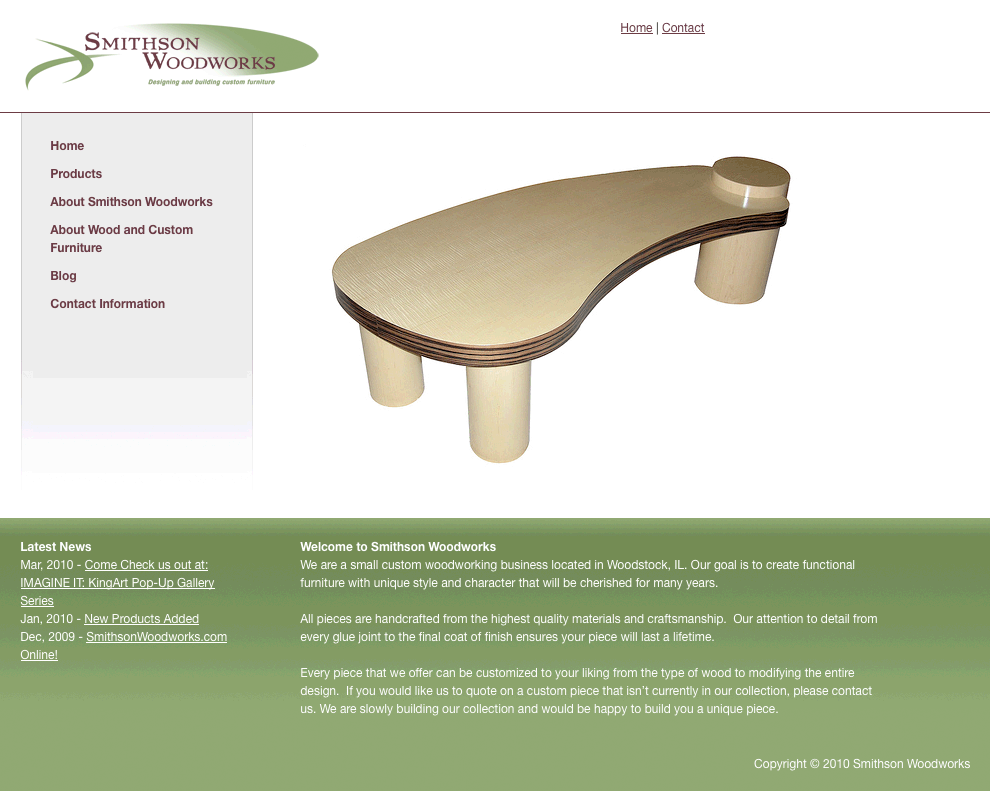 SMITHSON
WOODWORKS
Designing and building custom furniture
Home | Contact
Home
Products
About Smithson Woodworks
About Wood and Custom
Furniture
Blog
Contact Information
Latest News
Mar, 2010 - Come Check us out at:
IMAGINE IT: KingArt Pop-Up Gallery
Series
Jan, 2010 - New Products Added
Dec, 2009 - SmithsonWoodworks.com
Online!
Welcome to Smithson Woodworks
We are a small custom woodworking business located in Woodstock, IL. Our goal is to create functional
furniture with unique style and character that will be cherished for many years.
All pieces are handcrafted from the highest quality materials and craftsmanship.  Our attention to detail from
every glue joint to the final coat of finish ensures your piece will last a lifetime.
Every piece that we offer can be customized to your liking from the type of wood to modifying the entire
design.  If you would like us to quote on a custom piece that isn't currently in our collection, please contact
us. We are slowly building our collection and would be happy to build you a unique piece.
Copyright © 2010 Smithson Woodworks